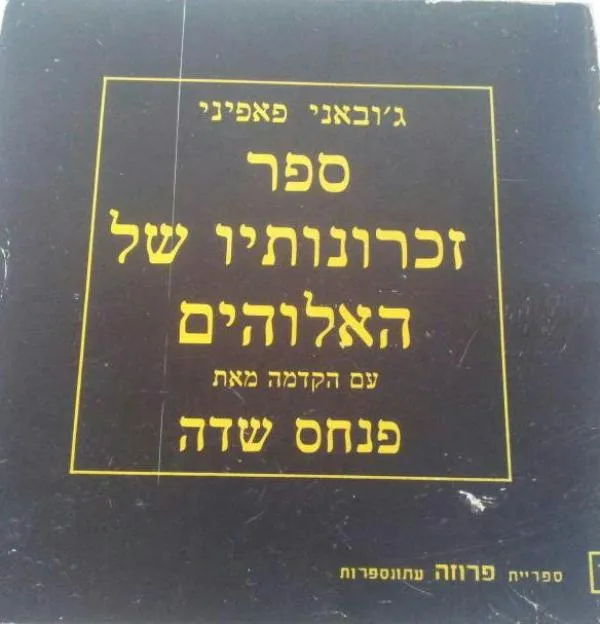 ג'ובאני פאפיני
ספר
זכרונותיו של
האלוהים
עם הקדמה מאת
פנחס שדה
ספריית פרוזה עתונספרות